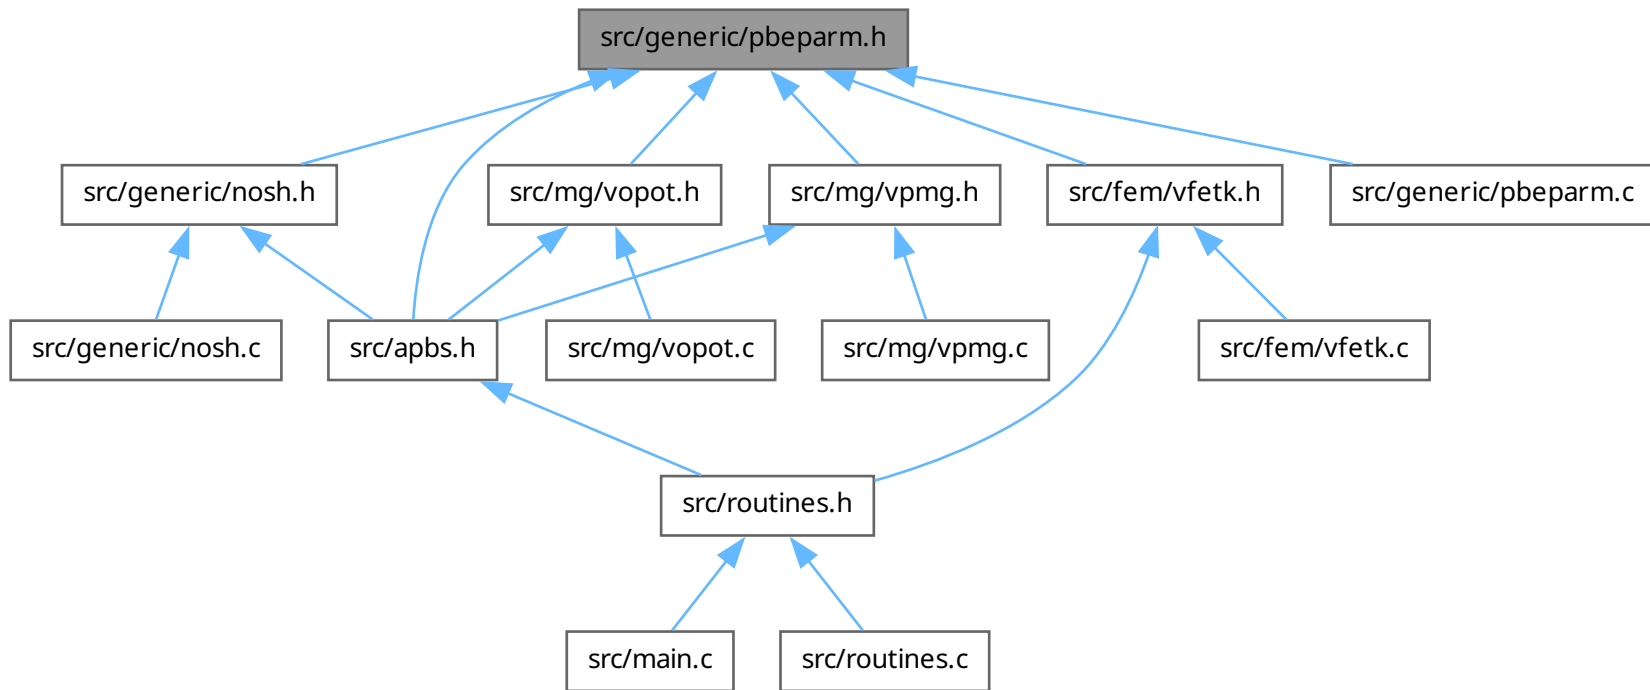 src/generic/pbeparm.h
src/generic/nosh.h
src/mg/vopot.h
src/mg/vpmg.h
src/fem/vfetk.h
src/generic/pbeparm.c
src/generic/nosh.c
src/apbs.h
src/mg/vopot.c
src/mg/vpmg.c
src/fem/vfetk.c
src/routines.h
src/main.c
src/routines.c